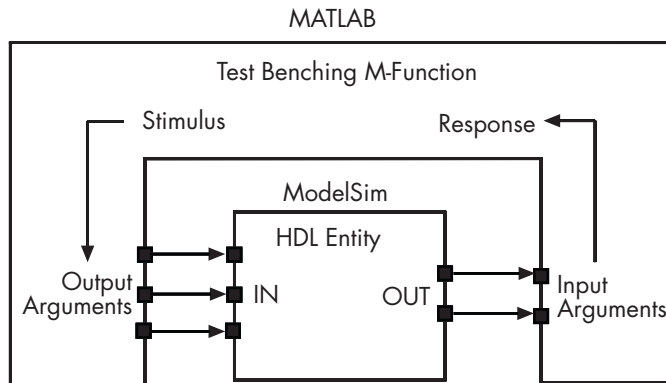 MATLAB
Test Benching M-Function
Stimulus
Response
ModelSim
HDL Entity
Output
Arguments
IN
OUT
Input
Arguments